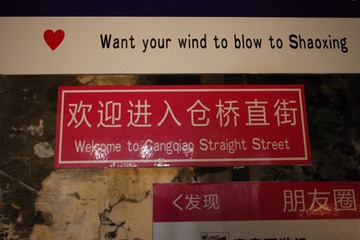 Want your wind to blow to Shaoxing
欢迎进入仓桥直街
Welcome to Cangqiao Straight Street
<发现
朋友圈